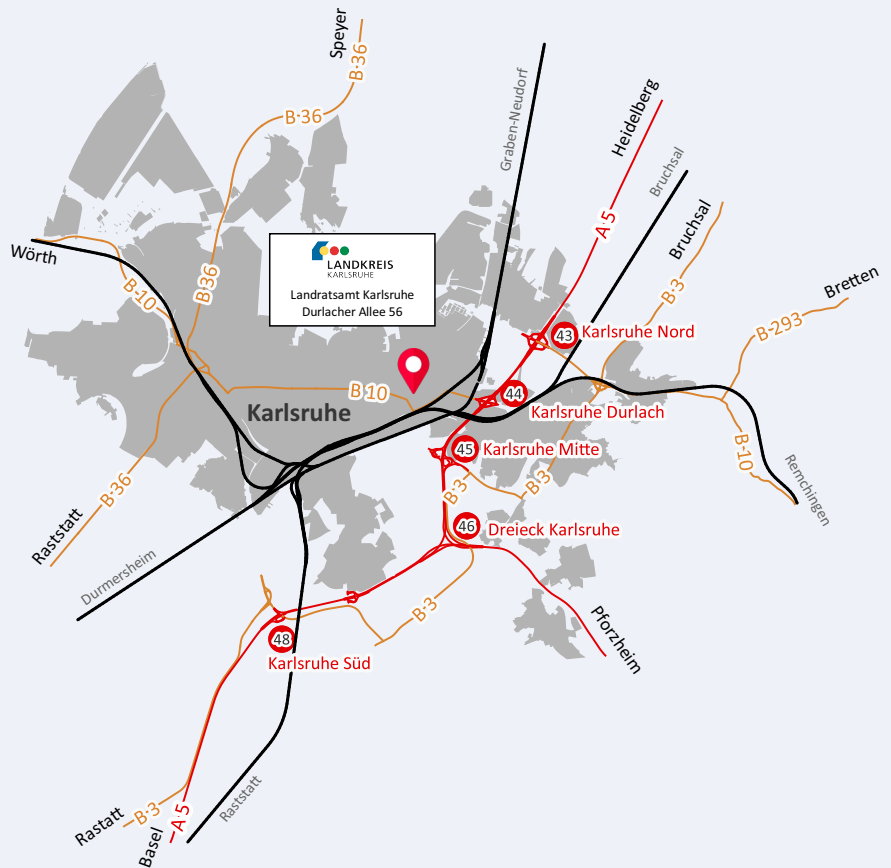 Speyer
B·36
B·36
Graben-Neudorf
Heidelberg
A·5
Bruchsal
Bruchsal
B·3
Bretten
B·293
Wörth
B·10
B·36
LANDKREIS
KARLSRUHE
Landratsamt Karlsruhe
Durlacher Allee 56
43 Karlsruhe Nord
B 10
44
Karlsruhe Durlach
Karlsruhe
45 Karlsruhe Mitte
B·10
Remchingen
B·36
B·3
B·3
Raststatt
46 Dreieck Karlsruhe
Durmersheim
B·3
Pforzheim
48
Karlsruhe Süd
Raststatt
Rastatt
B·3
A·5
Basel